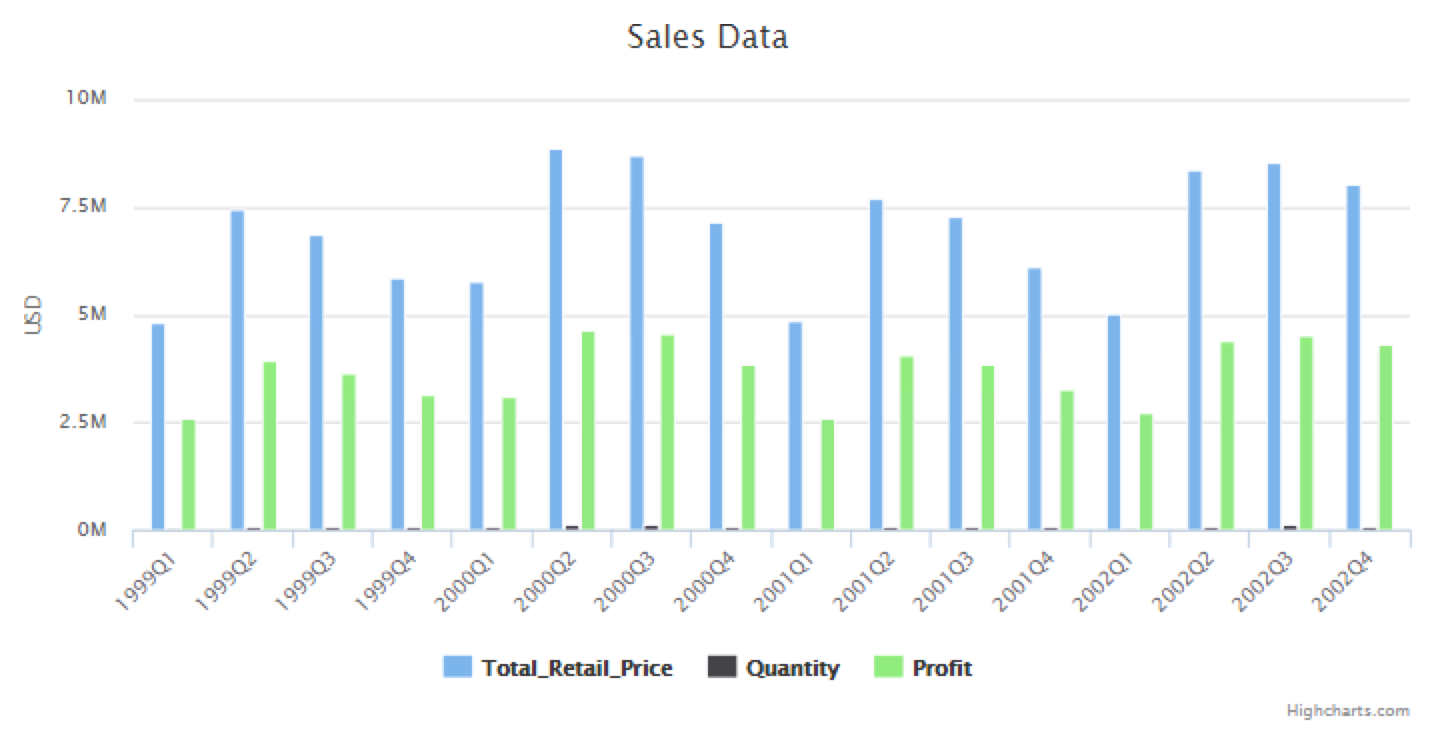 Sales Data
10M
7.5M
5M
2.5M
0M
USD
1999Q1
1999Q2
1999Q3
1999Q4
2000Q1
2000Q2
2000Q3
2000Q4
2001Q1
2001Q2
2001Q3
2001Q4
2002Q1
2002Q2
2002Q3
2002Q4
Total_Retail_Price Quantity Profit
Highcharts.com